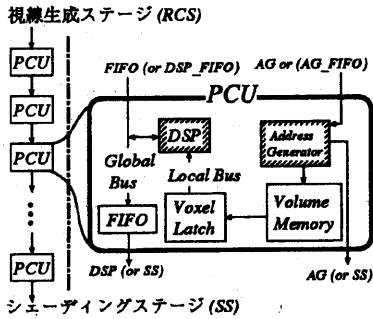 視線生成ステージ(RCS)
PCU
PCU
PCU
PCU
シェーディングステージ(SS)
FIFO (or DSP_FIFO)
AG or (AG_FIFO)
PCU
DSP
Address
Generator
Global
Bus
Local Bus
FIFO
Voxel
Latch
Volume
Memory
DSP (or SS)
AG (or SS)